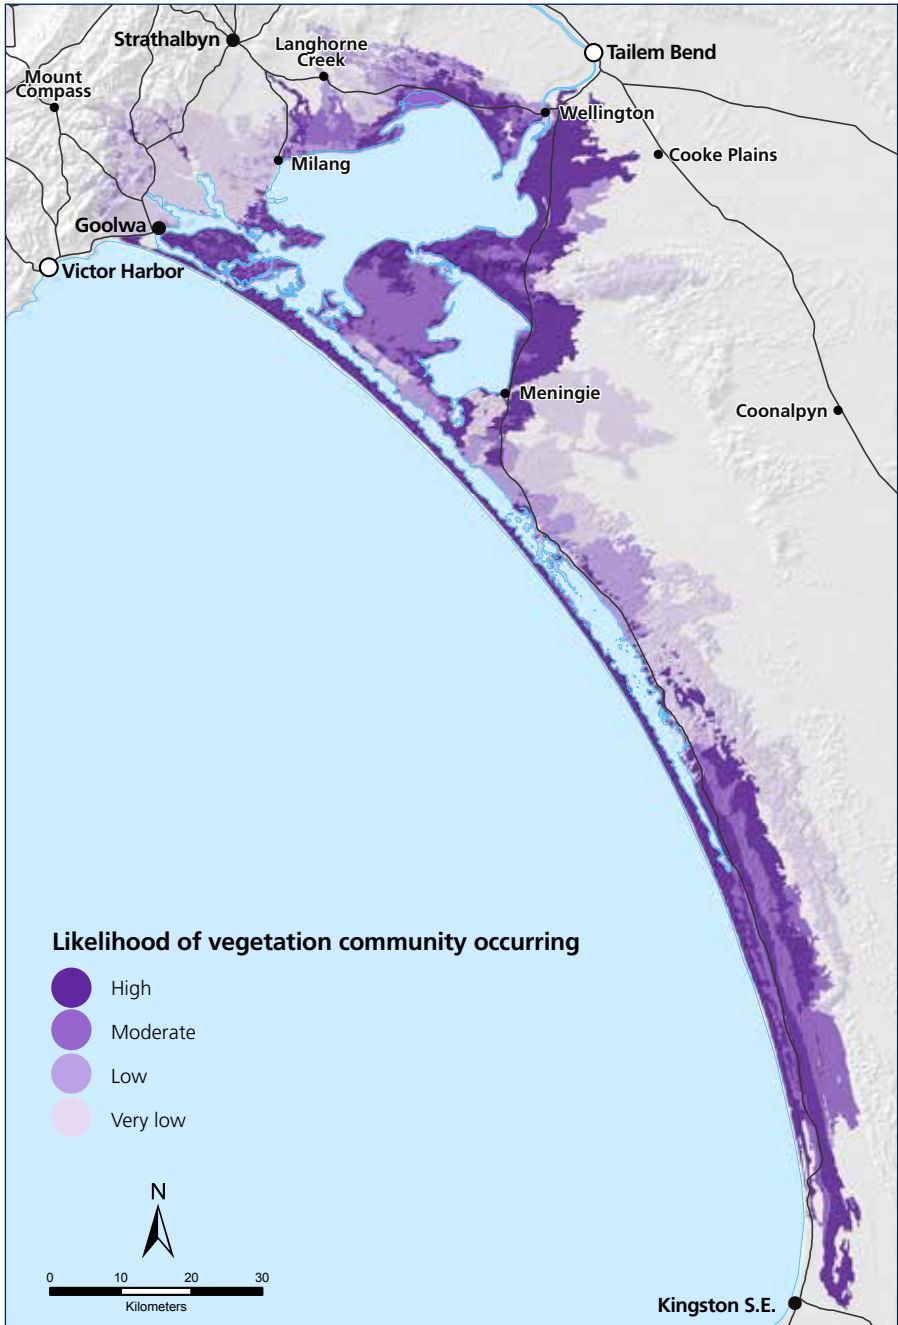 Strathalbyn
Langhorne
Creek
Tailem Bend
Mount
Compass
Wellington
Milang
Cooke Plains
Goolwa
Victor Harbor
Meningie
Coonalpyn
Likelihood of vegetation community occurring
High
Moderate
Low
Very low
N
0 10 20 30
Kilometers
Kingston S.E.